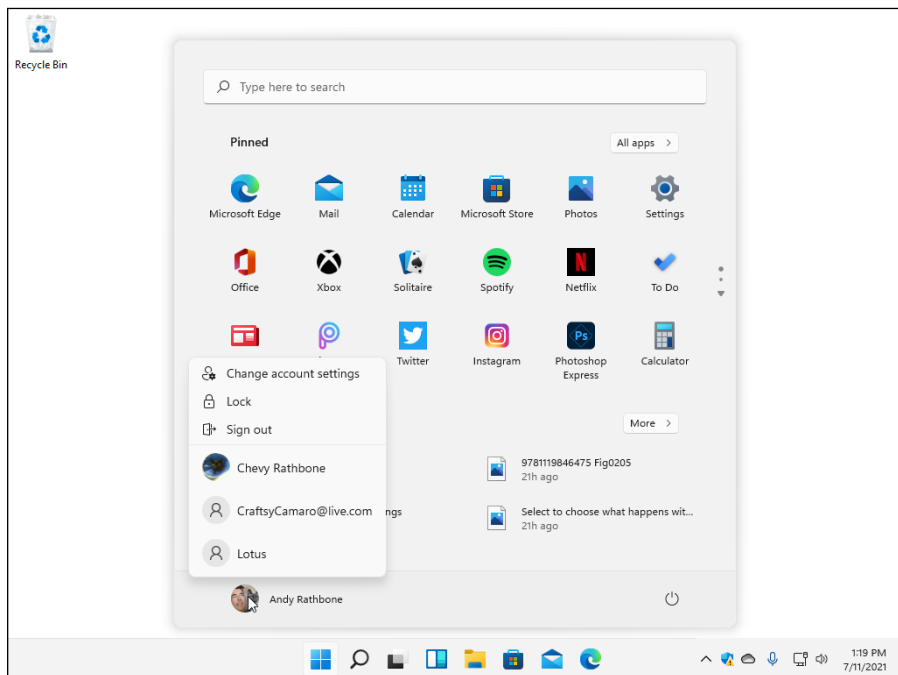 Recycle Bin
Type here to search
Pinned
All apps
Microsoft Edge
Mail
Calendar
Microsoft Store
Photos
Settings
Office
Xbox
Solitaire
Spotify
Netflix
To Do
Twitter
Instagram
Ps
Photoshop
Express
Calculator
Change account settings
Lock
Sign out
More
Chevy Rathbone
9781119846475 Fig0205
21h ago
CraftsyCamaro@live.com
ngs
Select to choose what happens wit...
21h ago
Lotus
Andy Rathbone
1:19 PM
7/11/2021